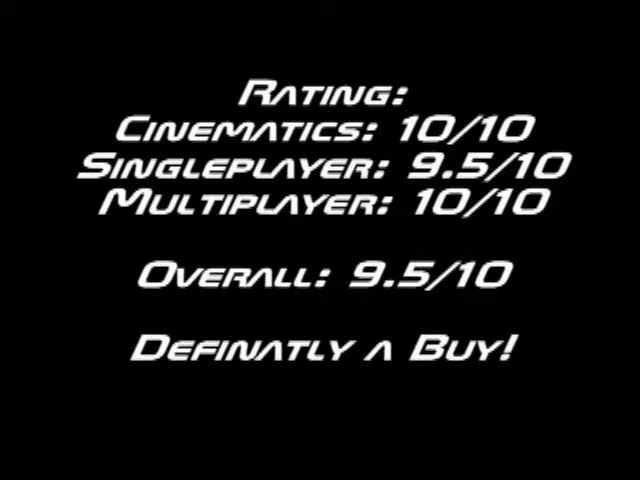 Rating:
Cinematics: 10/10
Singleplayer: 9.5/10
Multiplayer: 10/10
Overall: 9.5/10
Definatly a Buy!